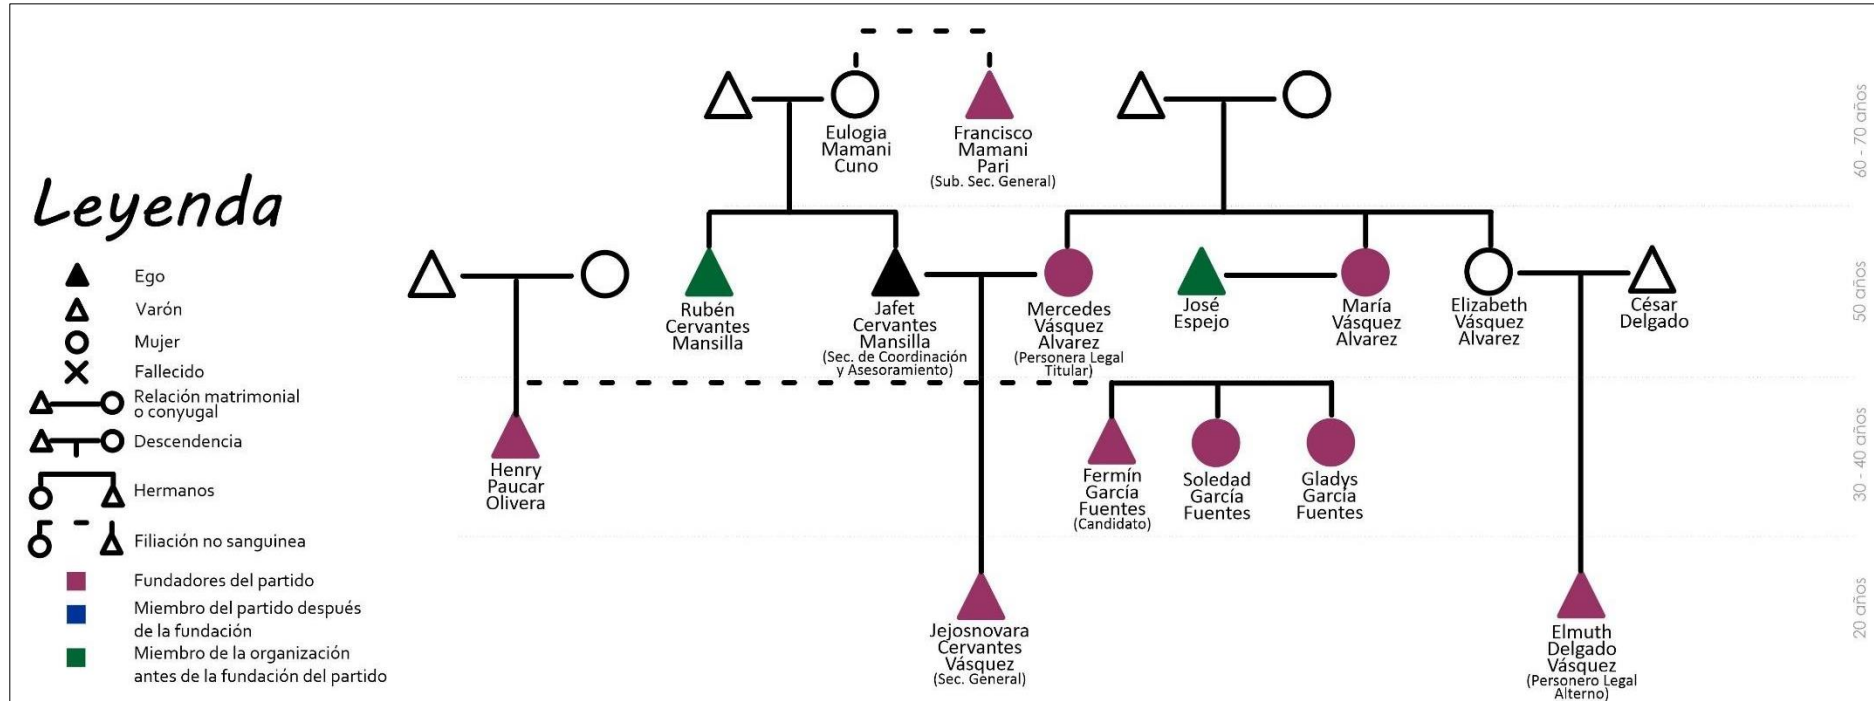 Leyenda
Ego
Varón
Mujer
Fallecido
Relación matrimonial
o conyugal
Descendencia
Hermanos
Filiación no sanguinea
Fundadores del partido
Miembro del partido después
de la fundación
Miembro de la organización
antes de la fundación del partido
Eulogia
Mamani
Cuno
Francisco
Mamani
Pari
(Sub. Sec. General)
60 - 70 años
Rubén
Cervantes
Mansilla
Jafet
Cervantes
Mansilla
(Sec. de Coordinación
y Asesoramiento)
Mercedes
Vásquez
Alvarez
(Personera Legal
Titular)
José
Espejo
María
Vásquez
Alvarez
Elizabeth
Vásquez
Alvarez
César
Delgado
50 años
Henry
Paucar
Olivera
Fermín
García
Fuentes
(Candidato)
Soledad
García
Fuentes
Gladys
García
Fuentes
30 - 40 años
Jejosnovara
Cervantes
Vásquez
(Sec. General)
Elmuth
Delgado
Vásquez
(Personero Legal
Alterno)
20 años